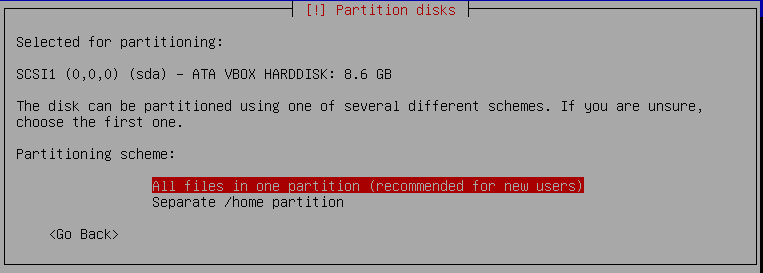 [!] Partition disks
Selected for partitioning:
SCSI1 (0,0,0) (sda) - ATA VBOX HARDDISK: 8.6 GB
The disk can be partitioned using one of several different schemes. If you are unsure,
choose the first one.
Partitioning scheme:
All files in one partition (recommended for new users)
Separate /home partition
<Go Back>